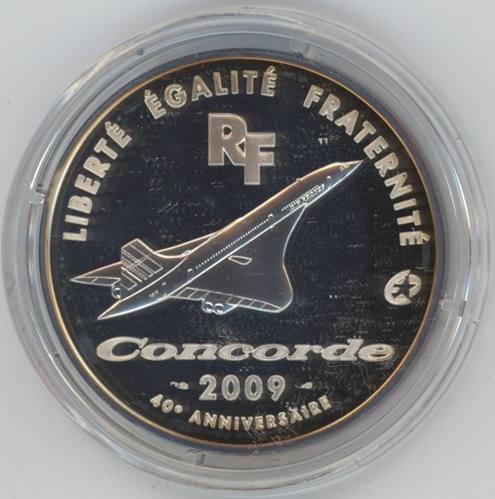 LIBERTÉ ÉGALITÉ FRATERNITÉ
RF
Concorde
2009
40e ANNIVERSAIRE